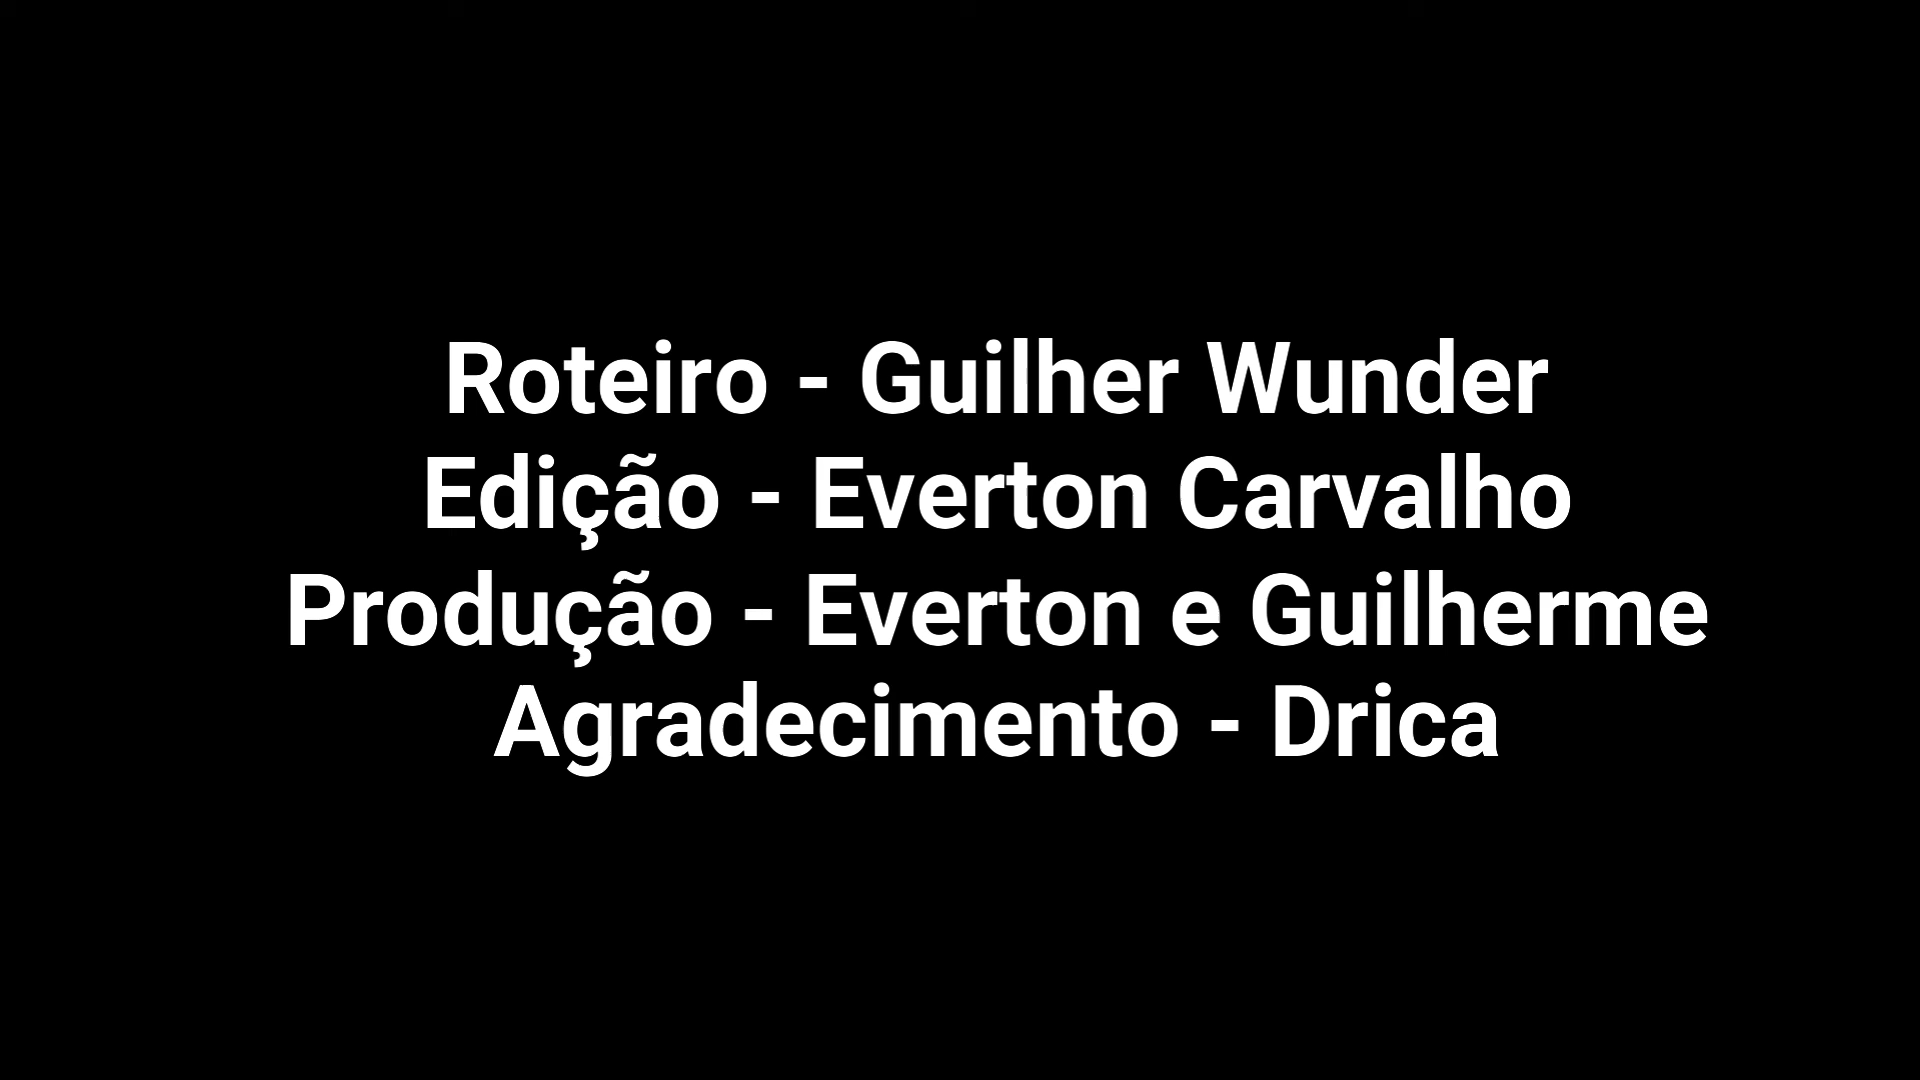 Roteiro - Guilher Wunder
Edição - Everton Carvalho
Produção - Everton e Guilherme
Agradecimento - Drica